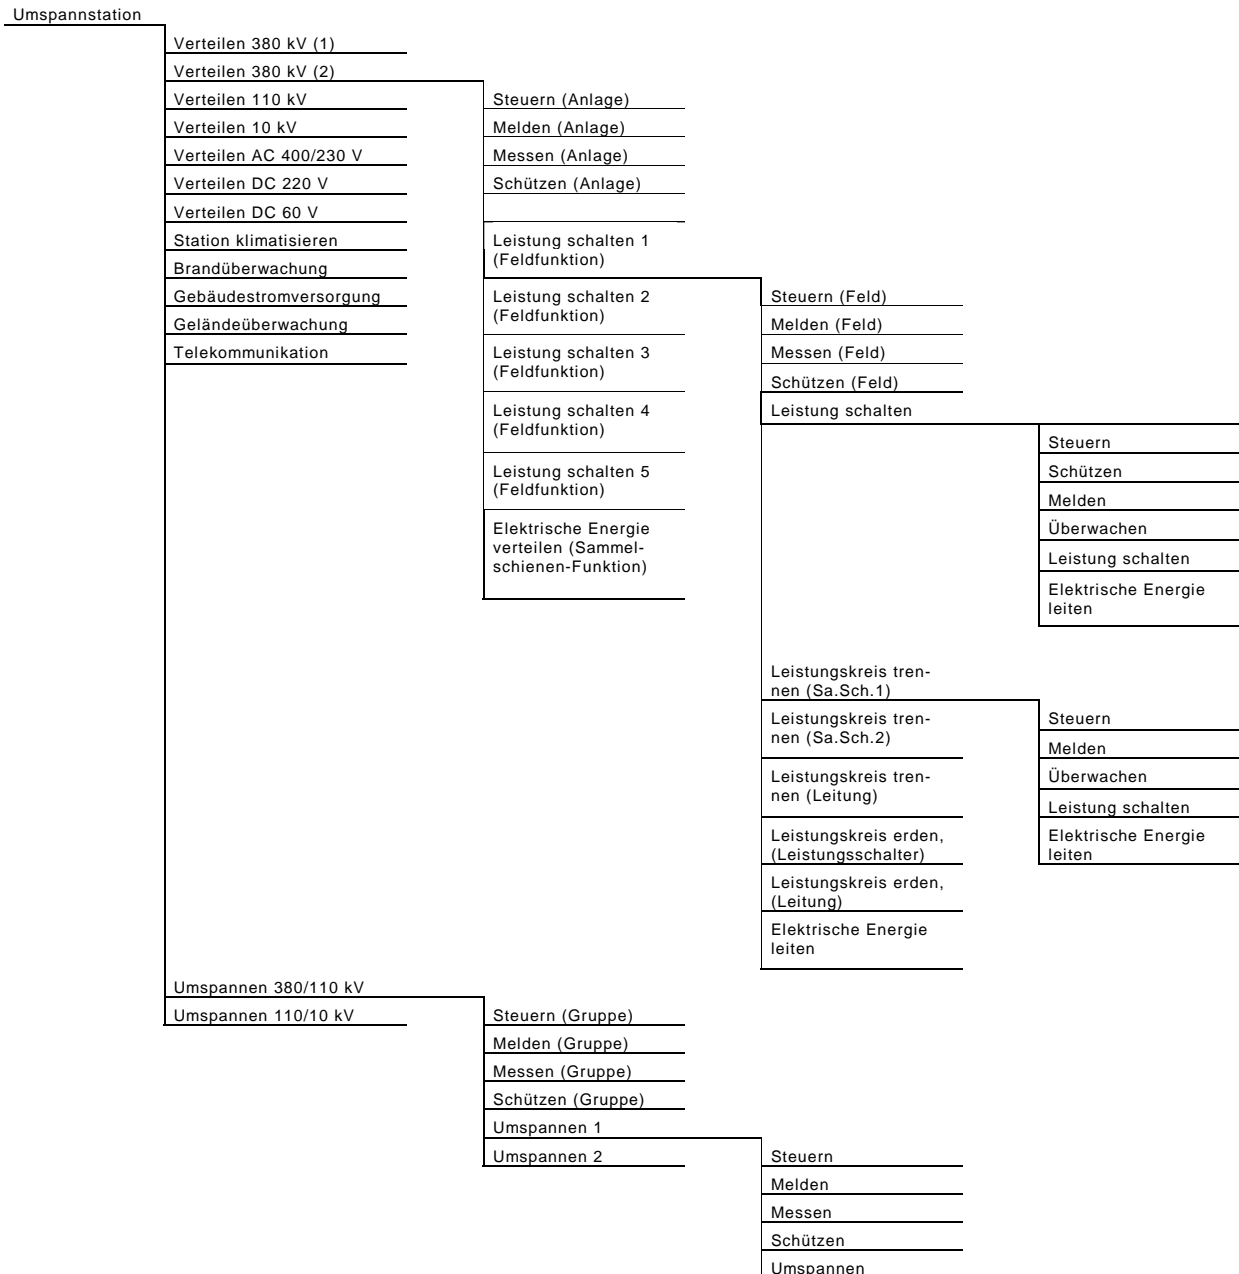 Umspannstation
Verteilen 380 kV (1)
Verteilen 380 kV (2)
Verteilen 110 kV
Verteilen 10 kV
Verteilen AC 400/230 V
Verteilen DC 220 V
Verteilen DC 60 V
Station klimatisieren
Brandüberwachung
Gebäudestromversorgung
Geländeüberwachung
Telekommunikation
Steuern (Anlage)
Melden (Anlage)
Messen (Anlage)
Schützen (Anlage)
Leistung schalten 1
(Feldfunktion)
Leistung schalten 2
(Feldfunktion)
Leistung schalten 3
(Feldfunktion)
Leistung schalten 4
(Feldfunktion)
Leistung schalten 5
(Feldfunktion)
Elektrische Energie
verteilen (Sammel-
schienen-Funktion)
Steuern (Feld)
Melden (Feld)
Messen (Feld)
Schützen (Feld)
Leistung schalten
Steuern
Schützen
Melden
Überwachen
Leistung schalten
Elektrische Energie
leiten
Leistungskreis tren-
nen (Sa.Sch.1)
Leistungskreis tren-
nen (Sa.Sch.2)
Leistungskreis tren-
nen (Leitung)
Leistungskreis erden,
(Leistungsschalter)
Leistungskreis erden,
(Leitung)
Elektrische Energie
leiten
Steuern
Melden
Überwachen
Leistung schalten
Elektrische Energie
leiten
Umspannen 380/110 kV
Umspannen 110/10 kV
Steuern (Gruppe)
Melden (Gruppe)
Messen (Gruppe)
Schützen (Gruppe)
Umspannen 1
Umspannen 2
Steuern
Melden
Messen
Schützen
Umspannen